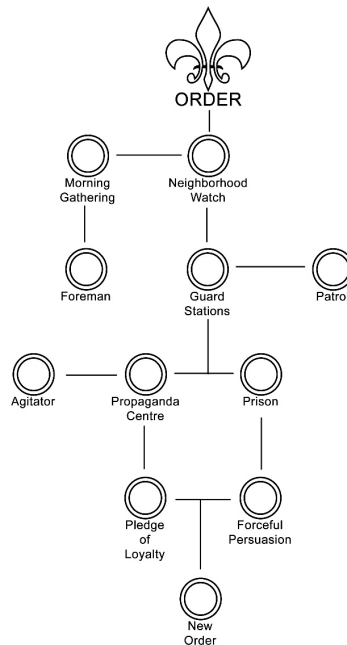 ORDER
Morning
Gathering
Neighborhood
Watch
Foreman
Guard
Stations
Patro
Agitator
Propaganda
Centre
Prison
Pledge
of
Loyalty
Forceful
Persuasion
New
Order